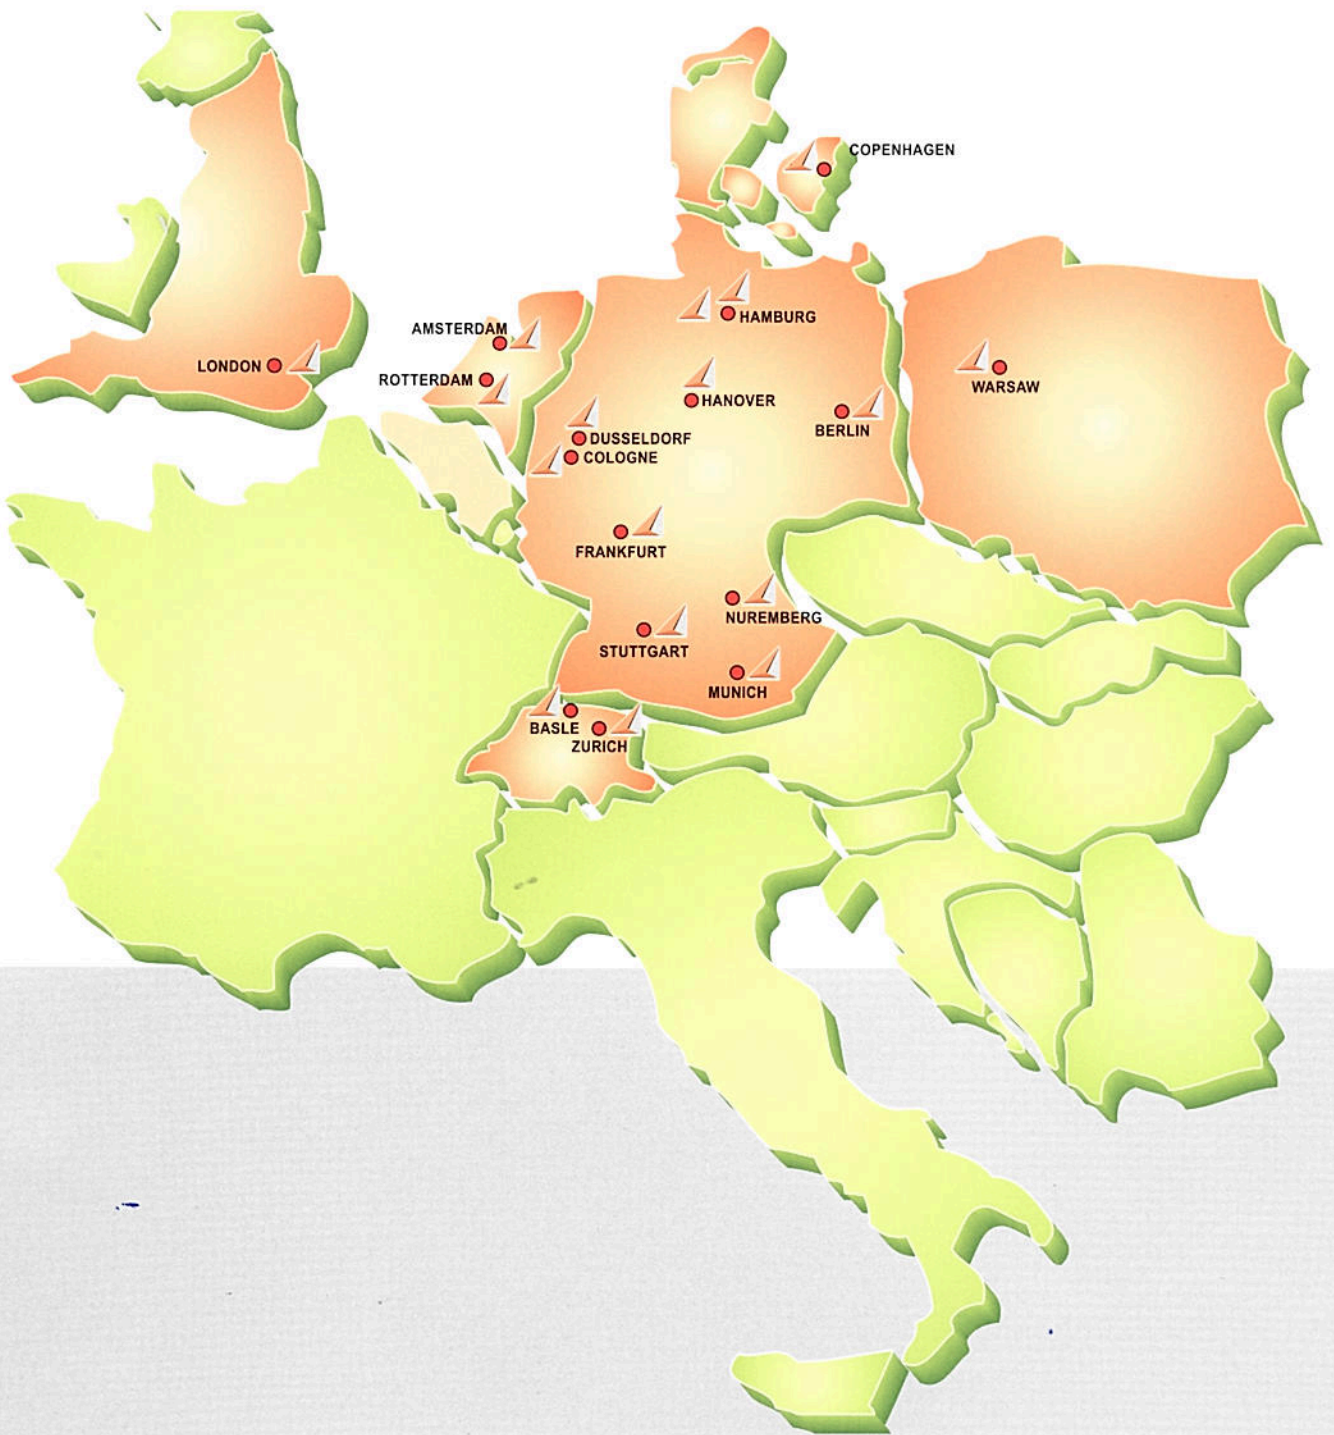 COPENHAGEN
HAMBURG
AMSTERDAM
LONDON
ROTTERDAM
WARSAW
HANOVER
BERLIN
DUSSELDORF
COLOGNE
FRANKFURT
NUREMBERG
STUTTGART
MUNICH
BASLE
ZURICH